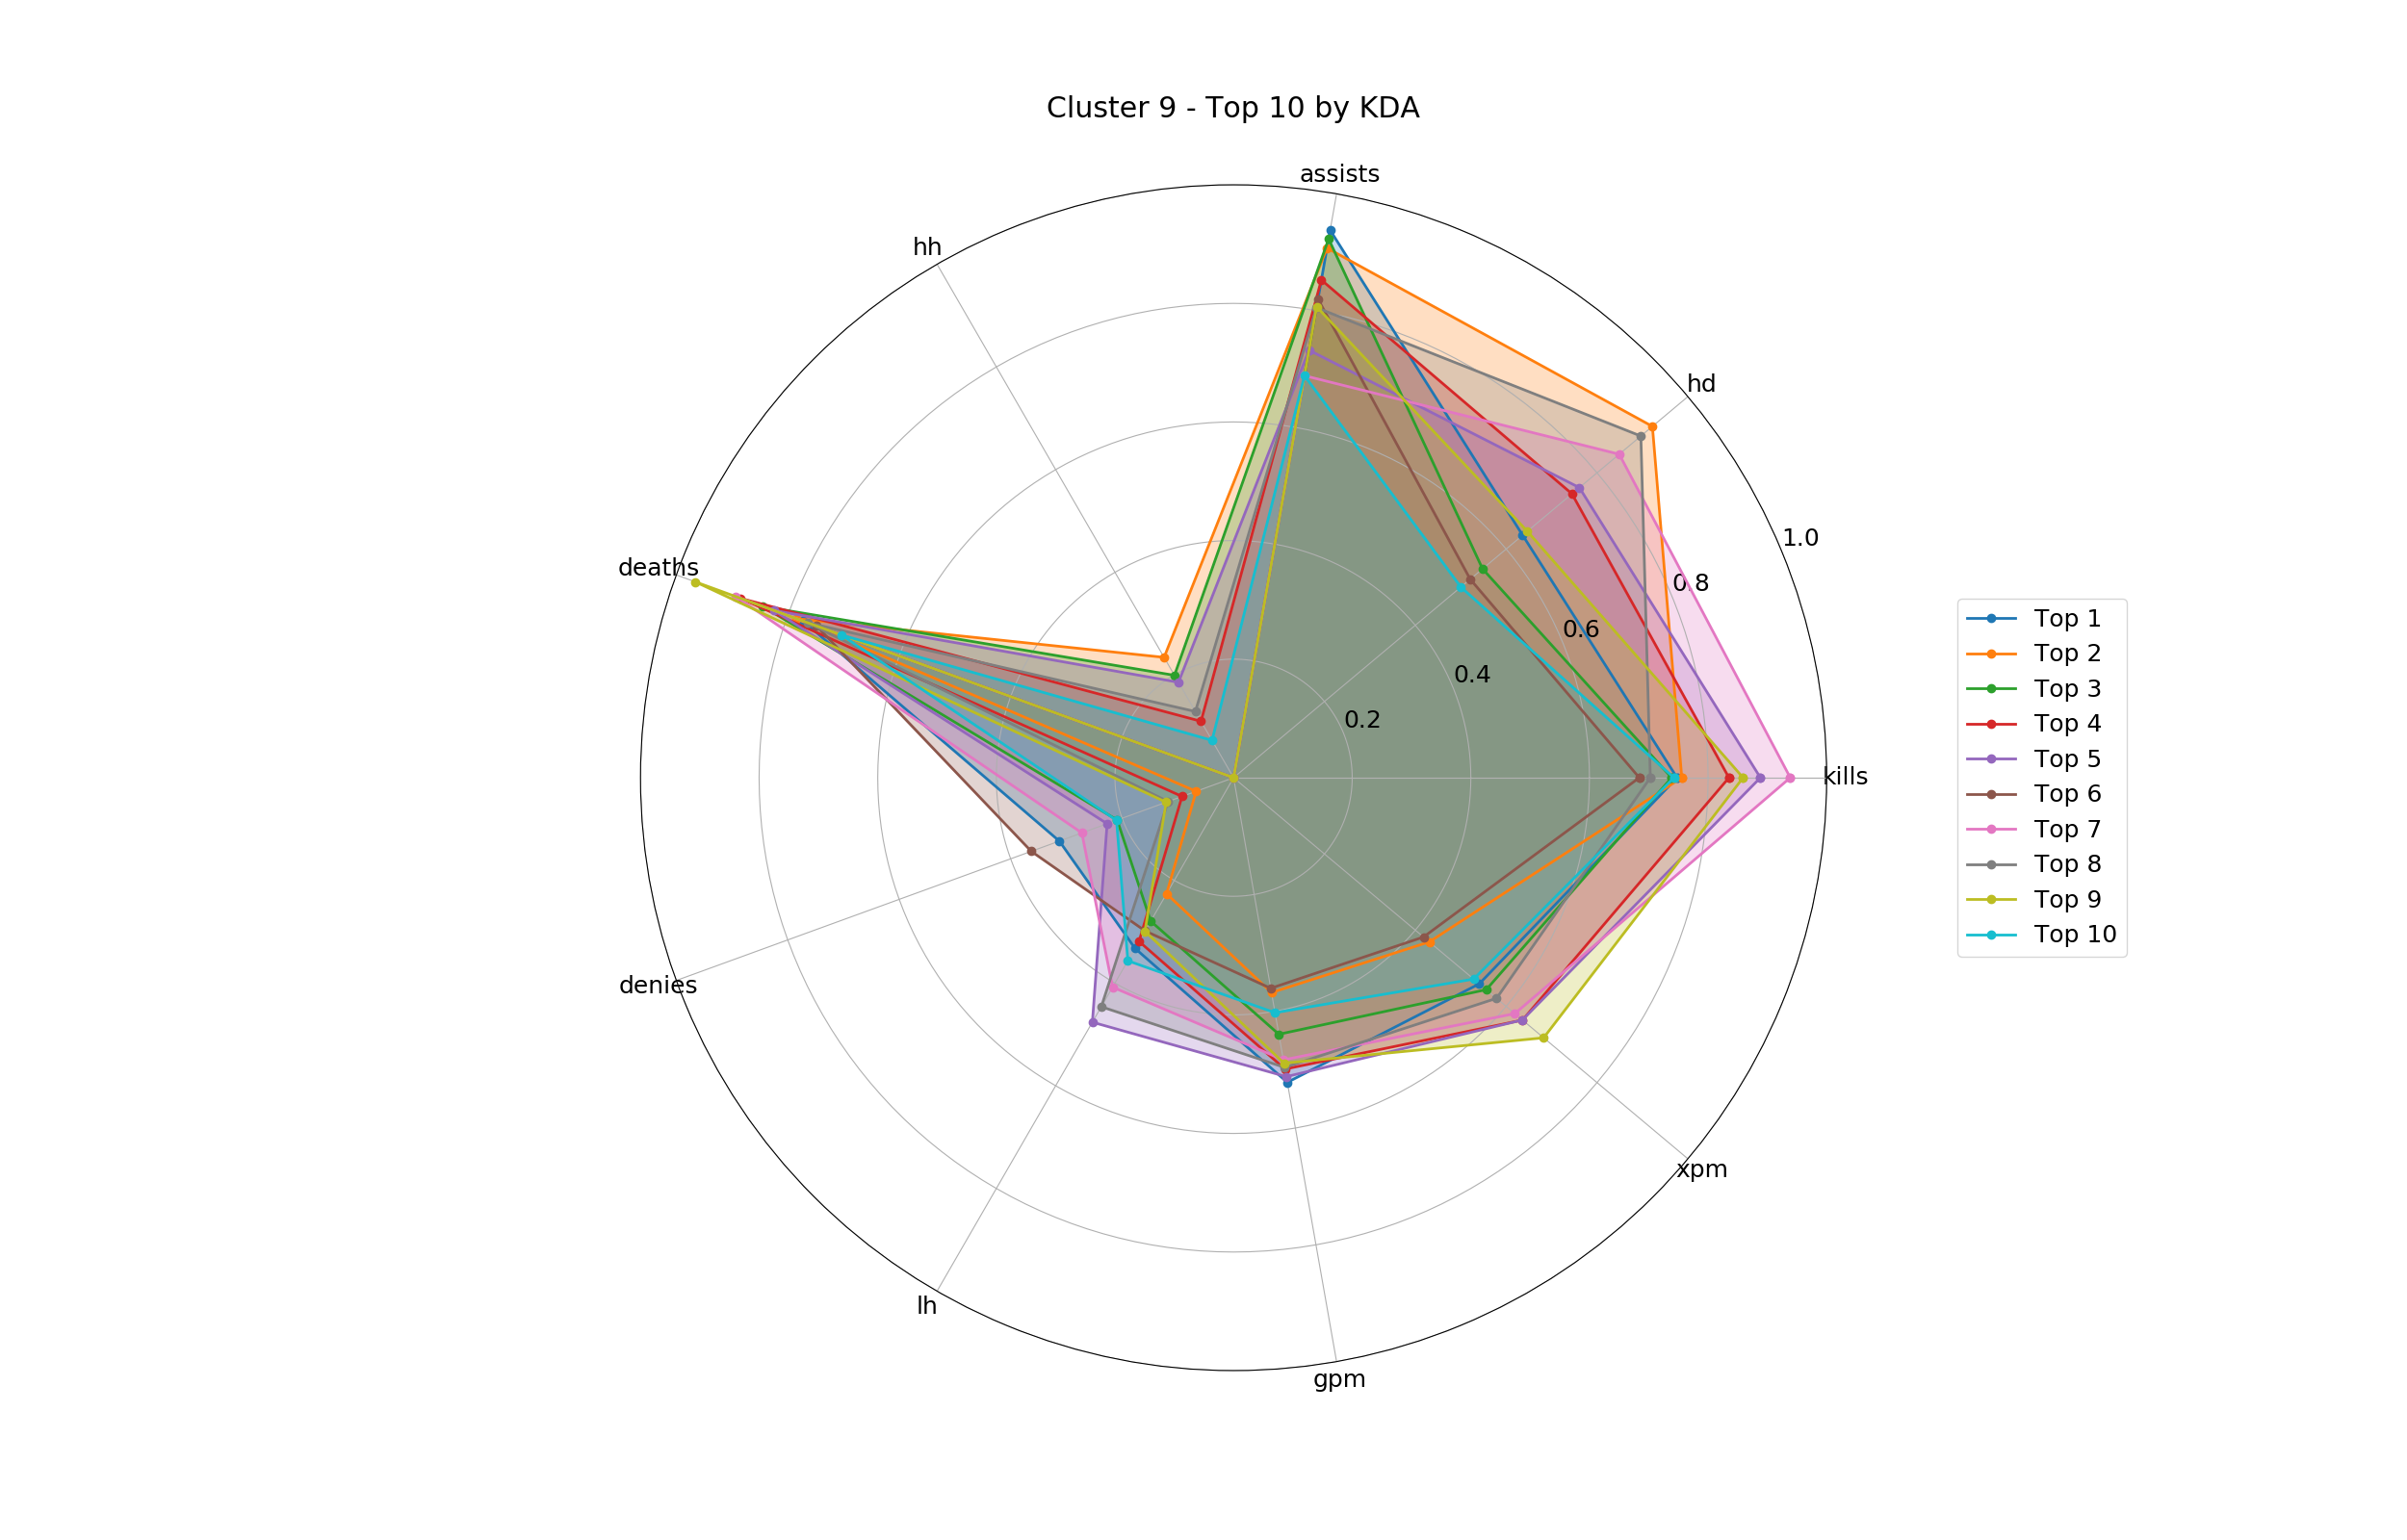 Cluster 9 - Top 10 by KDA
assists
hh
hd
1.0
deaths
0.8
0.6
0.4
0.2
kills
denies
xpm
lh
gpm
Top 1
Top 2
Top 3
Top 4
Top 5
Top 6
Top 7
Top 8
Top 9
Top 10